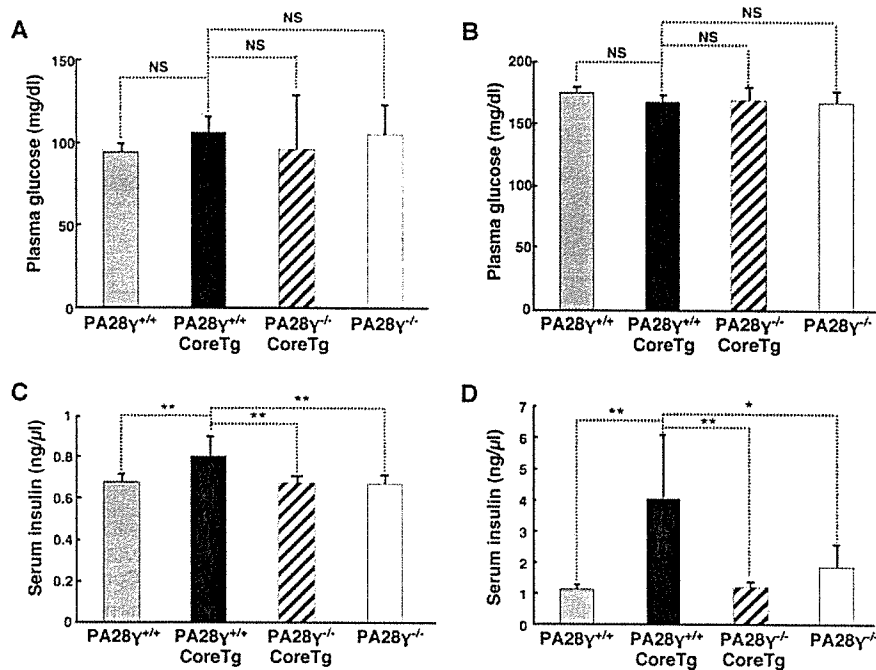 A
NS
NS
NS
Plasma glucose (mg/dl)
150
100
50
0
PA28γ+/+
PA28γ+/+
CoreTg
PA28γ-/-
CoreTg
PA28γ-/-
B
NS
NS
NS
Plasma glucose (mg/dl)
200
150
100
50
0
PA28γ+/+
PA28γ+/+
CoreTg
PA28γ-/-
CoreTg
PA28γ-/-
C
**
**
**
Serum insulin (ng/μl)
1
0.8
0.6
0.4
0.2
0
PA28γ+/+
PA28γ+/+
CoreTg
PA28γ-/-
CoreTg
PA28γ-/-
D
*
**
**
Serum insulin (ng/μl)
7
6
5
4
3
2
1
0
PA28γ+/+
PA28γ+/+
CoreTg
PA28γ-/-
CoreTg
PA28γ-/-